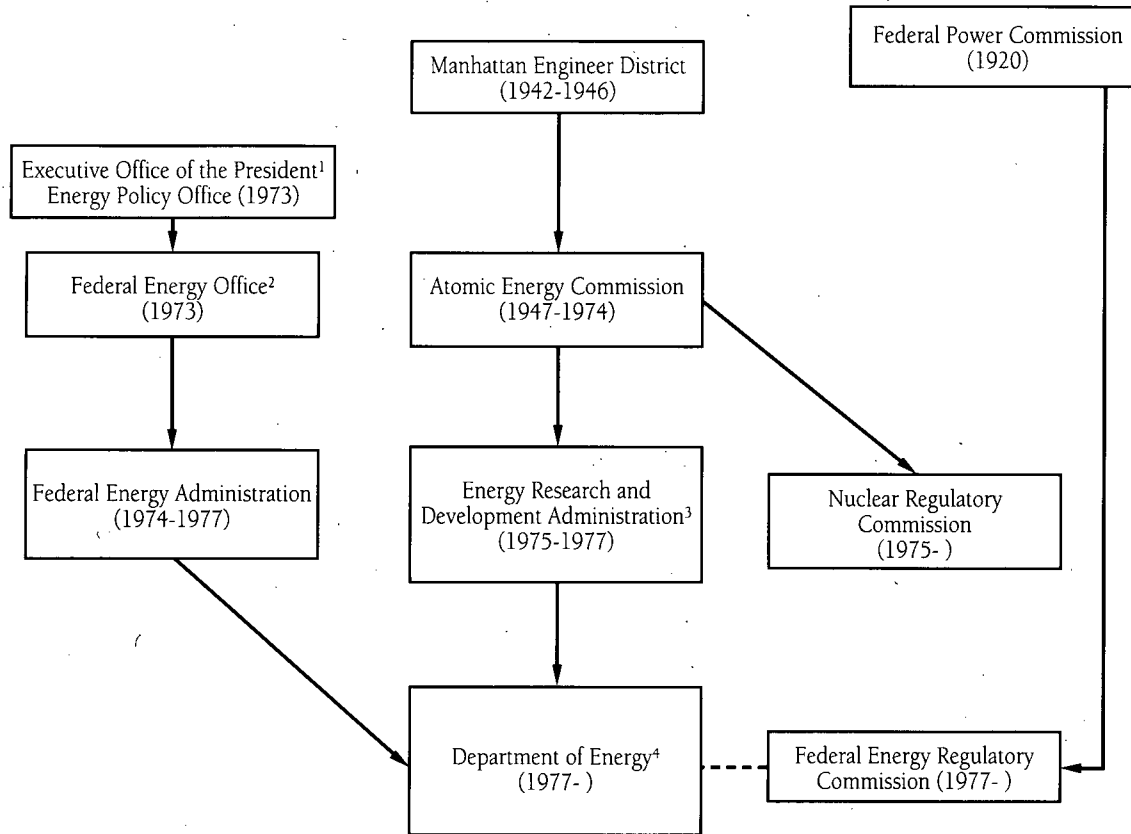 Federal Power Commission
(1920)
Manhattan Engineer District
(1942-1946)
Executive Office of the President¹
Energy Policy Office (1973)
Federal Energy Office²
(1973)
Atomic Energy Commission
(1947-1974)
Federal Energy Administration
(1974-1977)
Energy Research and
Development Administration³
(1975-1977)
Nuclear Regulatory
Commission
(1975- )
Department of Energy⁴
(1977- )
Federal Energy Regulatory
Commission (1977- )